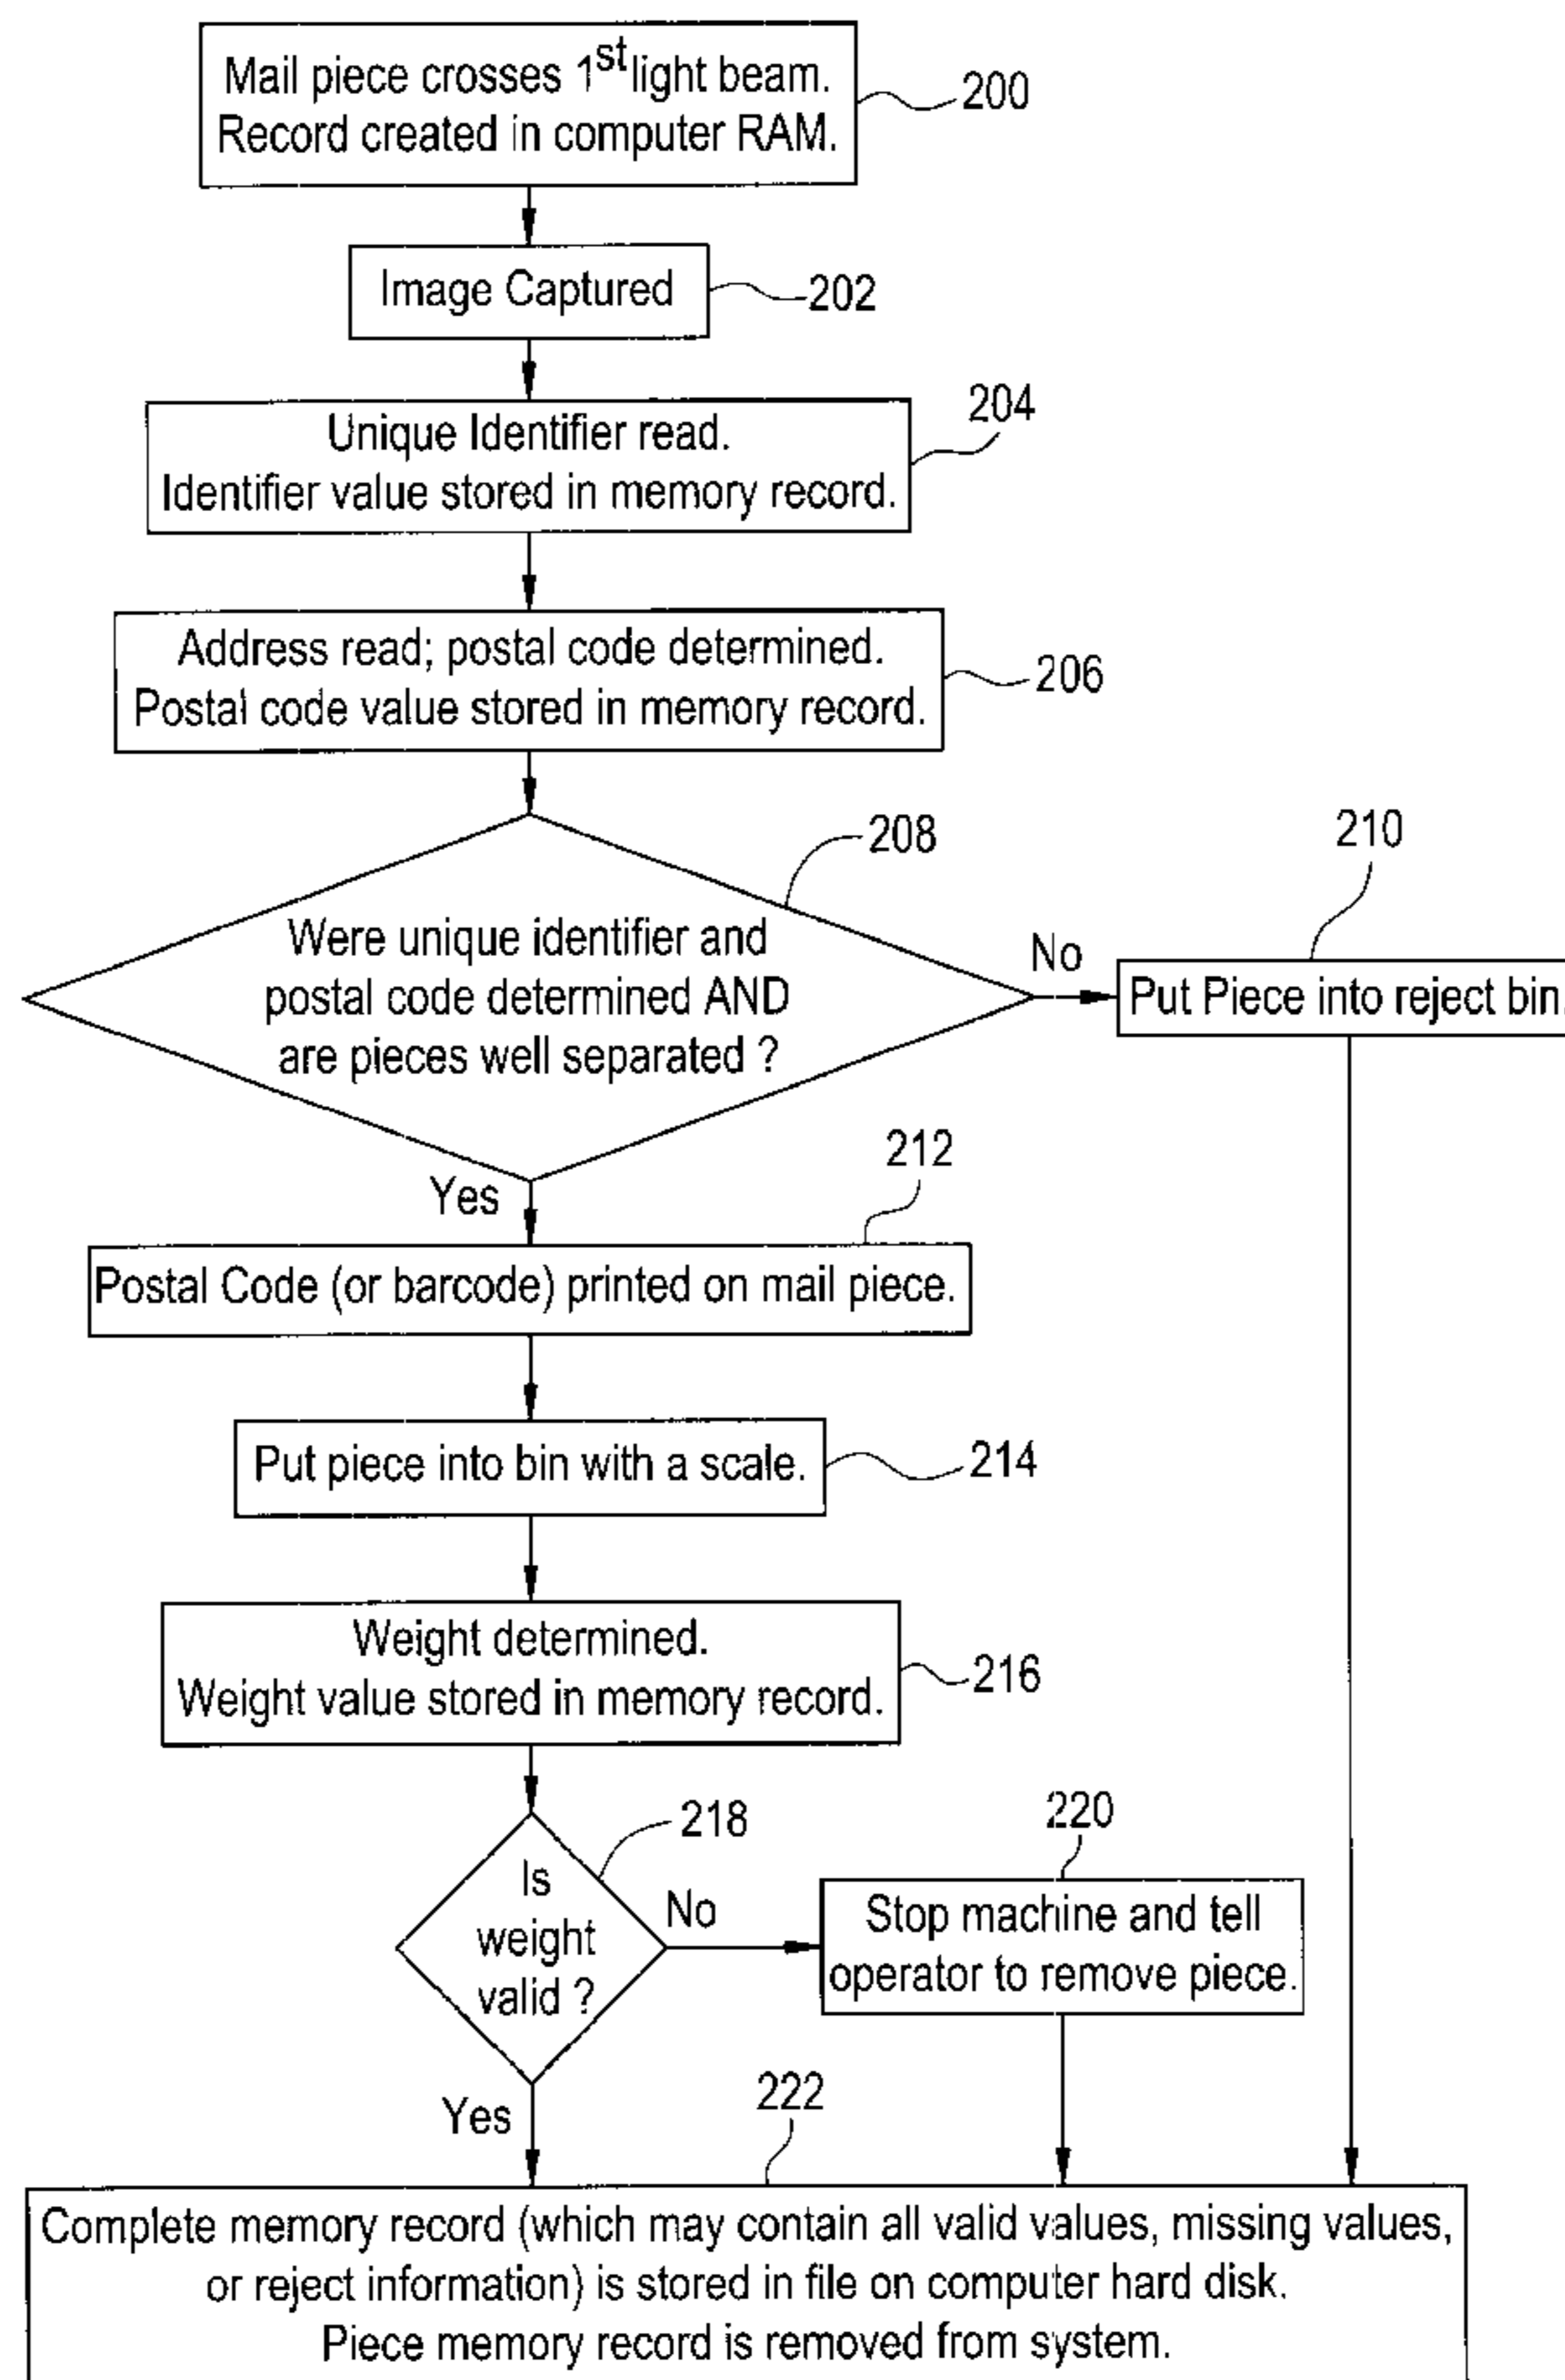 Mail piece crosses 1st light beam.
Record created in computer RAM.
200
Image Captured
202
204
Unique Identifier read.
Identifier value stored in memory record.
Address read; postal code determined.
Postal code value stored in memory record.
206
208
Were unique identifier and
postal code determined AND
are pieces well separated ?
No
210
Put Piece into reject bin.
Yes
212
Postal Code (or barcode) printed on mail piece.
Put piece into bin with a scale.
214
Weight determined.
Weight value stored in memory record.
216
218
Is
weight
valid ?
No
220
Stop machine and tell
operator to remove piece.
Yes
222
Complete memory record (which may contain all valid values, missing values,
or reject information) is stored in file on computer hard disk.
Piece memory record is removed from system.